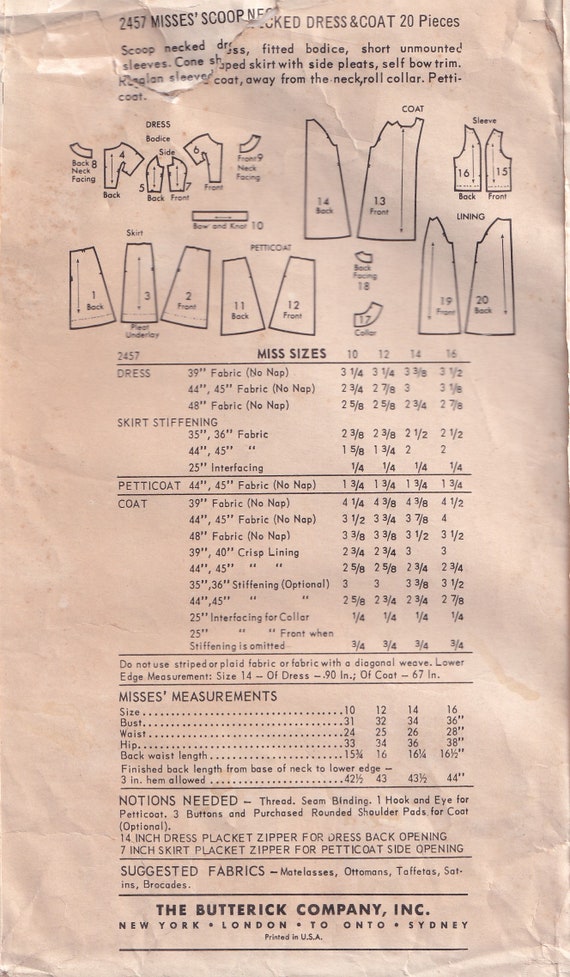 2457 MISSES' SCOOP NECKED DRESS & COAT 20 Pieces
Scoop necked dress, fitted bodice, short unmounted
sleeves. Cone shaped skirt with side pleats, self bow trim.
Raglan sleeve coat, away from the neck, roll collar. Petti-
coat.
COAT
DRESS
Bodice
Side
Sleeve
Back 8
Neck
Facing
4
Back
5
Back
Front
7
6
Front
Front 9
Neck
Facing
14
Back
13
Front
16
Back
15
Front
Bow and Knot 10
LINING
Skirt
PETTICOAT
1
Back
3
Pleat
Underlay
2
Front
11
Back
12
Front
Back
Facing
18
17
Collar
19
Front
20
Back
2457 MISS SIZES 10 12 14 16
DRESS 39" Fabric (No Nap) 3 1/4 3 1/4 3 3/8 3 1/2
44", 45" Fabric (No Nap) 2 3/4 2 7/8 3 3 1/8
48" Fabric (No Nap) 2 5/8 2 5/8 2 3/4 2 7/8
SKIRT STIFFENING
35", 36" Fabric 2 3/8 2 3/8 2 1/2 2 1/2
44", 45" " 1 5/8 1 3/4 2 2
25" Interfacing 1/4 1/4 1/4 1/4
PETTICOAT 44", 45" Fabric (No Nap) 1 3/4 1 3/4 1 3/4 1 3/4
COAT 39" Fabric (No Nap) 4 1/4 4 3/8 4 3/8 4 1/2
44", 45" Fabric (No Nap) 3 1/2 3 3/4 3 7/8 4
48" Fabric (No Nap) 3 3/8 3 3/8 3 1/2 3 1/2
39", 40" Crisp Lining 2 3/4 2 3/4 3 3
44", 45" " " 2 5/8 2 5/8 2 3/4 2 3/4
35", 36" Stiffening (Optional) 3 3 3 3/8 3 1/2
44", 45" " " 2 5/8 2 3/4 2 3/4 2 7/8
25" Interfacing for Collar 1/4 1/4 1/4 1/4
25" " " Front when
Stiffening is omitted 3/4 3/4 3/4 3/4
Do not use striped or plaid fabric or fabric with a diagonal weave. Lower
Edge Measurement: Size 14 – Of Dress –.90 In.; Of Coat – 67 In.
MISSES' MEASUREMENTS
Size 10 12 14 16
Bust 31 32 34 36"
Waist 24 25 26 28"
Hip 33 34 36 38"
Back waist length 15¾ 16 16¼ 16½"
Finished back length from base of neck to lower edge –
3 in. hem allowed 42½ 43 43½ 44"
NOTIONS NEEDED – Thread. Seam Binding. 1 Hook and Eye for
Petticoat. 3 Buttons and Purchased Rounded Shoulder Pads for Coat
(Optional).
14 INCH DRESS PLACKET ZIPPER FOR DRESS BACK OPENING
7 INCH SKIRT PLACKET ZIPPER FOR PETTICOAT SIDE OPENING
SUGGESTED FABRICS – Matelasses, Ottomans, Taffetas, Sat-
ins, Brocades.
THE BUTTERICK COMPANY, INC.
NEW YORK • LONDON • TO ONTO • SYDNEY
Printed in U.S.A.